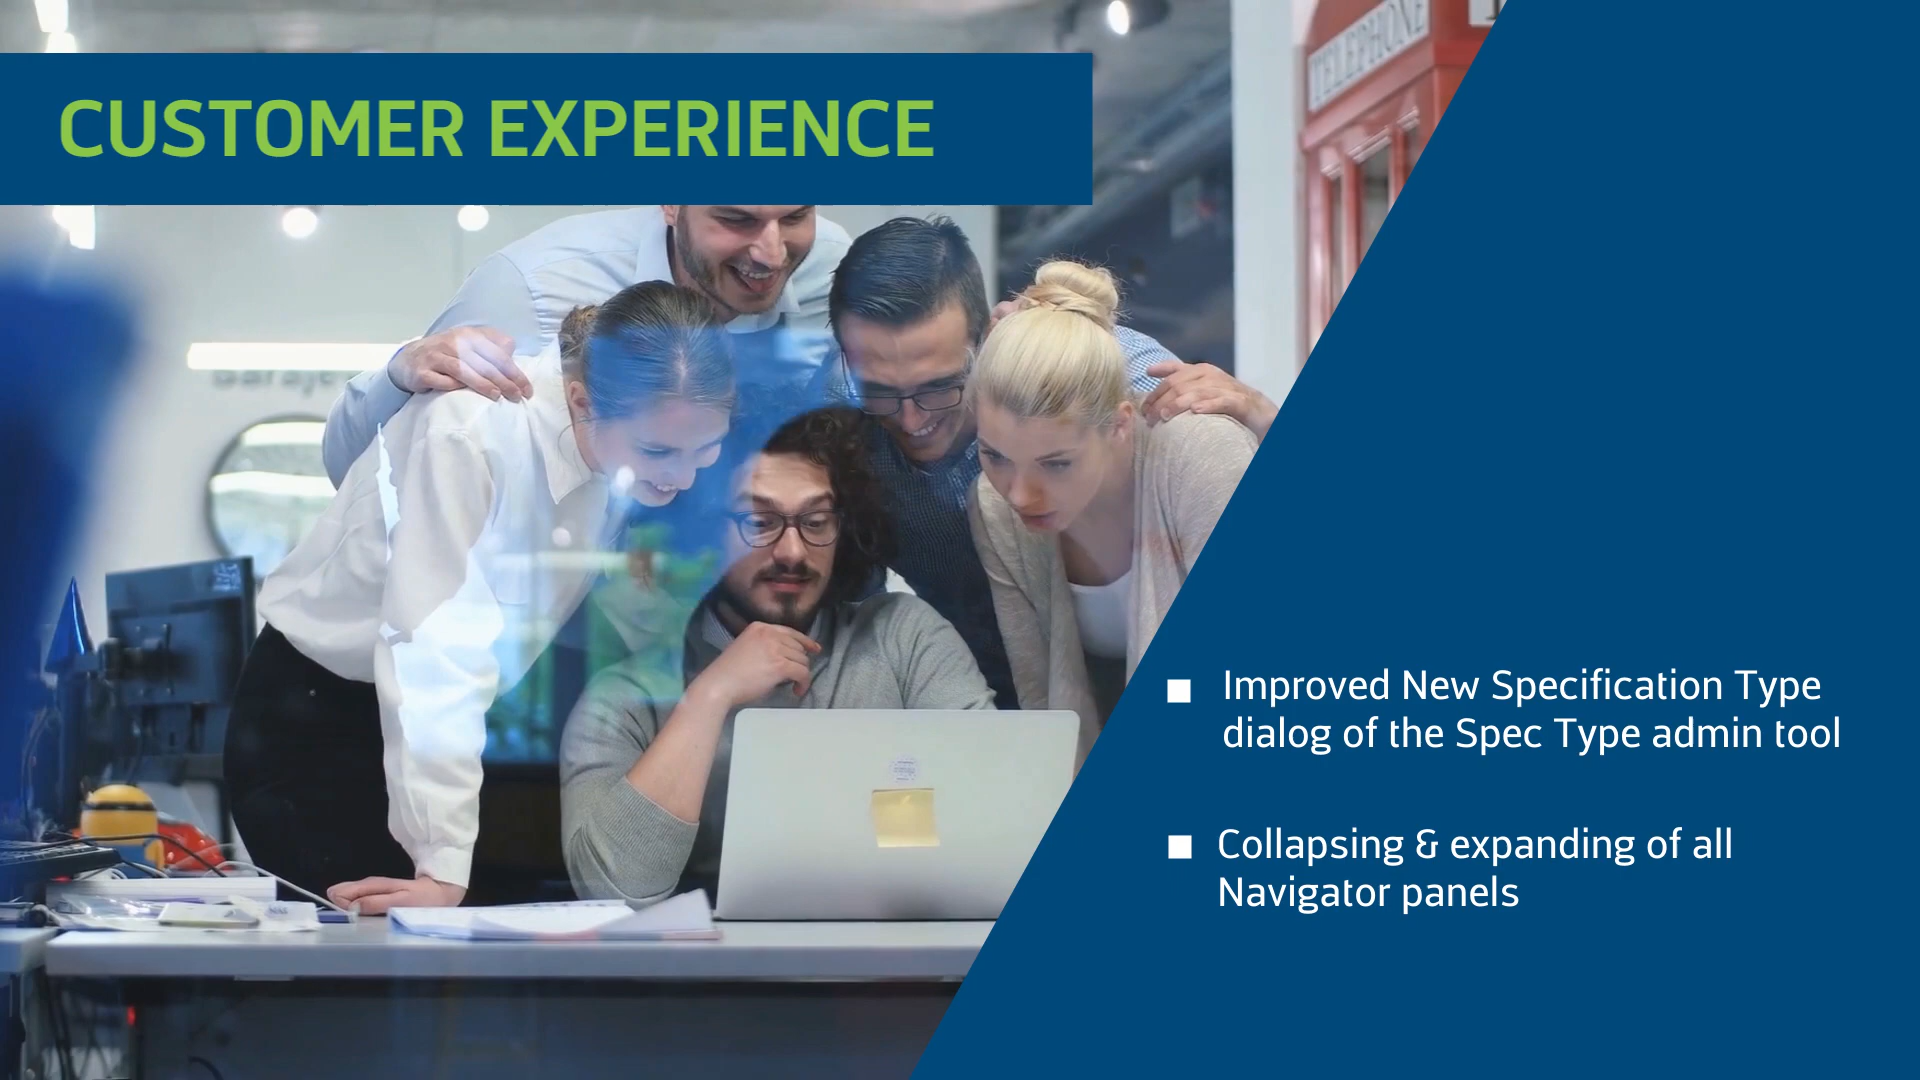 CUSTOMER EXPERIENCE
TELEPHONE
Improved New Specification Type
dialog of the Spec Type admin tool
Collapsing & expanding of all
Navigator panels